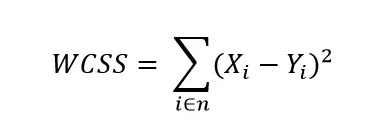 WCSS = ∑_{i∈n} (X_i − Y_i)^2